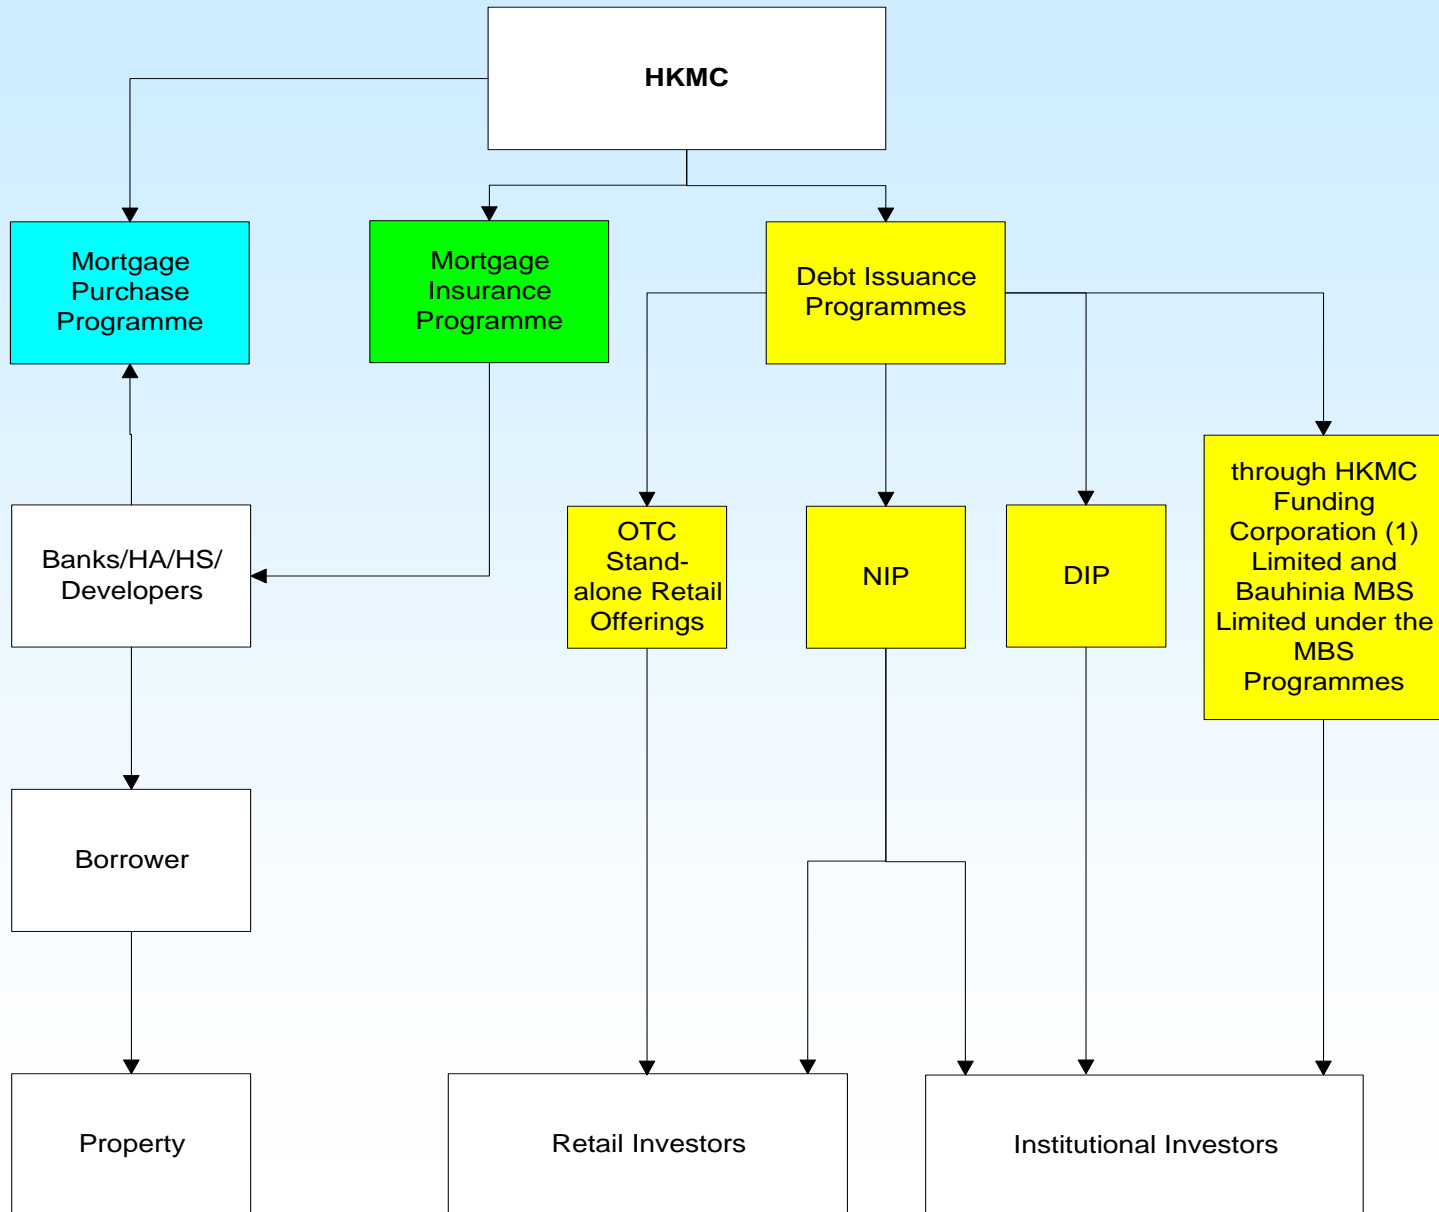 HKMC
Mortgage
Purchase
Programme
Mortgage
Insurance
Programme
Debt Issuance
Programmes
Banks/HA/HS/
Developers
OTC
Stand-
alone Retail
Offerings
NIP
DIP
through HKMC
Funding
Corporation (1)
Limited and
Bauhinia MBS
Limited under the
MBS
Programmes
Borrower
Property
Retail Investors
Institutional Investors